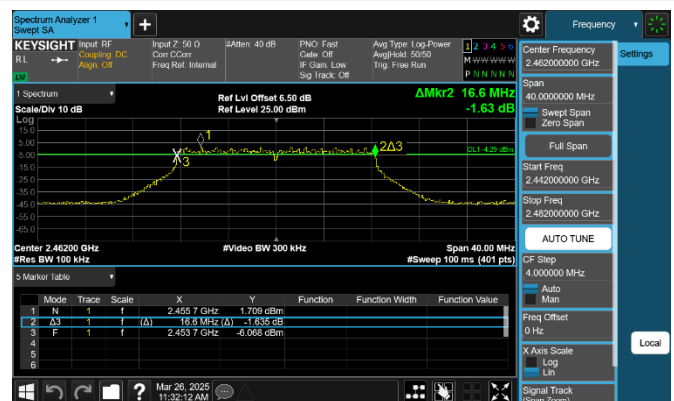 Spectrum Analyzer 1
Swept SA
Frequency
KEYSIGHT
RL
Input: RF
Coupling: DC
Align: Off
Input Z: 50 Ω
Corr CCorr
Freq Ref: Internal
#Atten: 40 dB
PNO: Fast
Gate: Off
IF Gain: Low
Sig Track: Off
Avg Type: Log-Power
Avg|Hold: 50/50
Trig: Free Run
1 2 3 4 5 6
M W W W W W
P N N N N N
1 Spectrum
Scale/Div 10 dB
Ref Lvl Offset 6.50 dB
Ref Level 25.00 dBm
ΔMkr2 16.6 MHz
-1.63 dB
Log
15.0
5.00
-5.00
-15.0
-25.0
-35.0
-45.0
-55.0
-65.0
1
2Δ3
3
DL1 -4.29 dBm
Center 2.46200 GHz
#Res BW 100 kHz
#Video BW 300 kHz
Span 40.00 MHz
#Sweep 100 ms (401 pts)
5 Marker Table
Mode Trace Scale X Y Function Function Width Function Value
1 N 1 f 2.455 7 GHz 1.709 dBm
2 Δ3 1 f (Δ) 16.6 MHz (Δ) -1.635 dB
3 F 1 f 2.453 7 GHz -6.068 dBm
4
5
6
Mar 26, 2025
11:32:12 AM
Center Frequency
2.462000000 GHz
Span
40.0000000 MHz
Swept Span
Zero Span
Full Span
Start Freq
2.442000000 GHz
Stop Freq
2.482000000 GHz
AUTO TUNE
CF Step
4.000000 MHz
Auto
Man
Freq Offset
0 Hz
X Axis Scale
Log
Lin
Signal Track
(Span Zoom)
Settings
Local